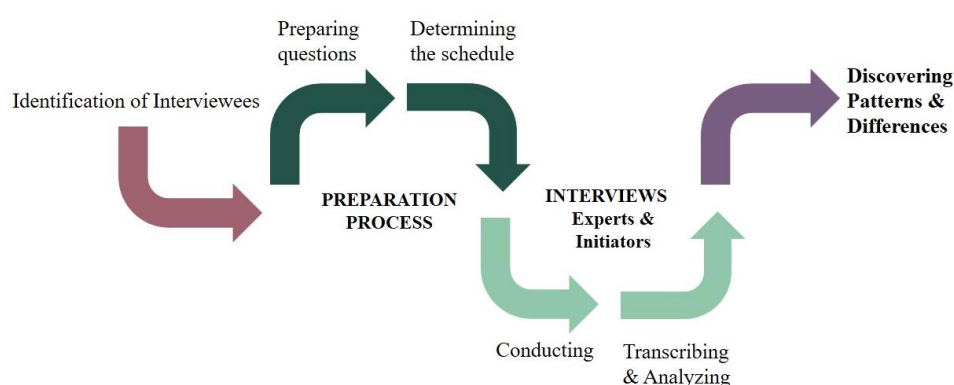 Identification of Interviewees
Preparing
questions
Determining
the schedule
PREPARATION
PROCESS
INTERVIEWS
Experts &
Initiators
Conducting
Transcribing
& Analyzing
Discovering
Patterns &
Differences